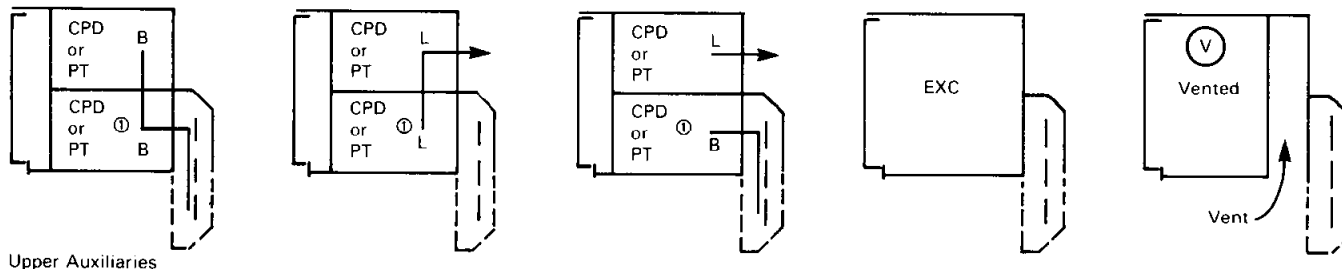 CPD
or
PT
B
CPD
or
PT
①
B
CPD
or
PT
L
CPD
or
PT
①
L
CPD
or
PT
L
CPD
or
PT
①
B
EXC
V
Vented
Vent
Upper Auxiliaries